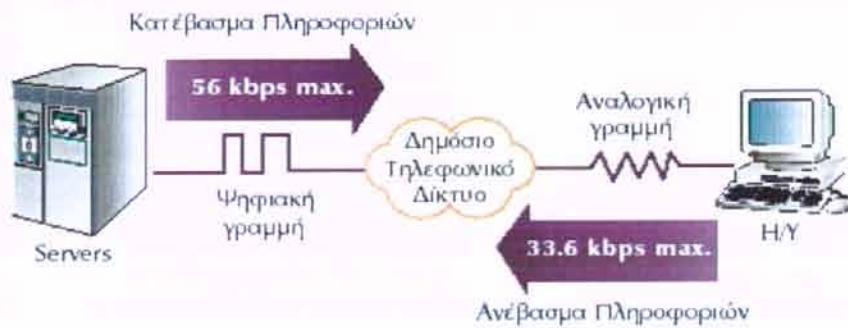 Κατέβασμα Πληροφοριών
56 kbps max.
Αναλογική
γραμμή
Δημόσιο
Τηλεφωνικό
Δίκτυο
Ψηφιακή
γραμμή
Servers
33.6 kbps max.
Η/Υ
Ανέβασμα Πληροφοριών